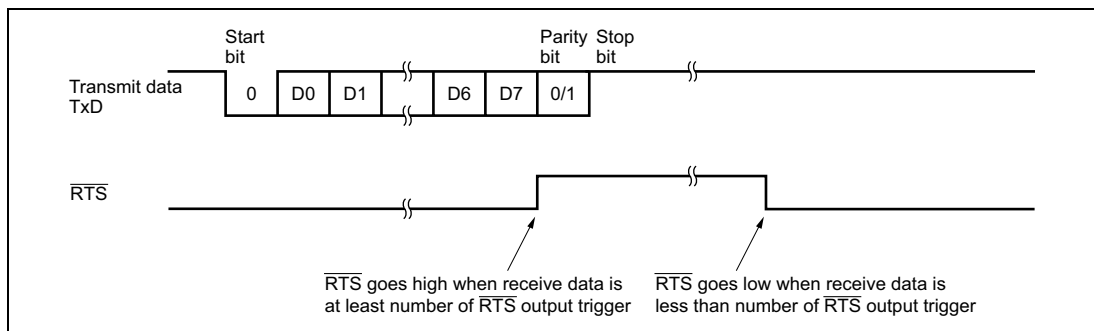 Start bit
Parity bit
Stop bit
Transmit data
TxD
0
D0
D1
D6
D7
0/1
RTS
RTS goes high when receive data is
at least number of RTS output trigger
RTS goes low when receive data is
less than number of RTS output trigger